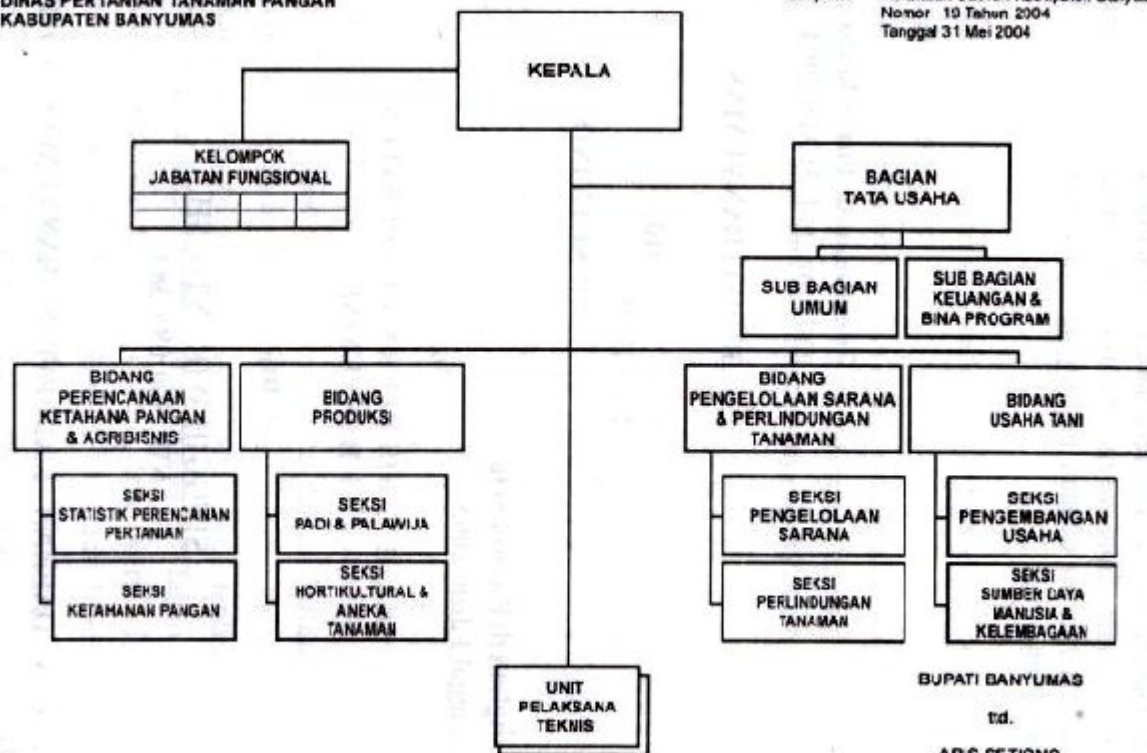 DINAS PERTANIAN TANAMAN PANGAN
KABUPATEN BANYUMAS
Nomor 19 Tahun 2004
Tanggal 31 Mei 2004
KEPALA
KELOMPOK
JABATAN FUNGSIONAL
BAGIAN
TATA USAHA
SUB BAGIAN
UMUM
SUB BAGIAN
KEUANGAN &
BINA PROGRAM
BIDANG
PERENCANAAN
KETAHANA PANGAN
& AGRIBISNIS
BIDANG
PRODUKSI
BIDANG
PENGELOLAAN SARANA
& PERLINDUNGAN
TANAMAN
BIDANG
USAHA TANI
SEKSI
STATISTIK PERENCANAN
PERTANIAN
SEKSI
PADI & PALAWIJA
SEKSI
PENGELOLAAN
SARANA
SEKSI
PENGEMBANGAN
USAHA
SEKSI
KETAHANAN PANGAN
SEKSI
HORTIKULTURAL &
ANEKA
TANAMAN
SEKSI
PERLINDUNGAN
TANAMAN
SEKSI
SUMBER DAYA
MANUSIA &
KELEMBAGAAN
UNIT
PELAKSANA
TEKNIS
BUPATI BANYUMAS
ttd.